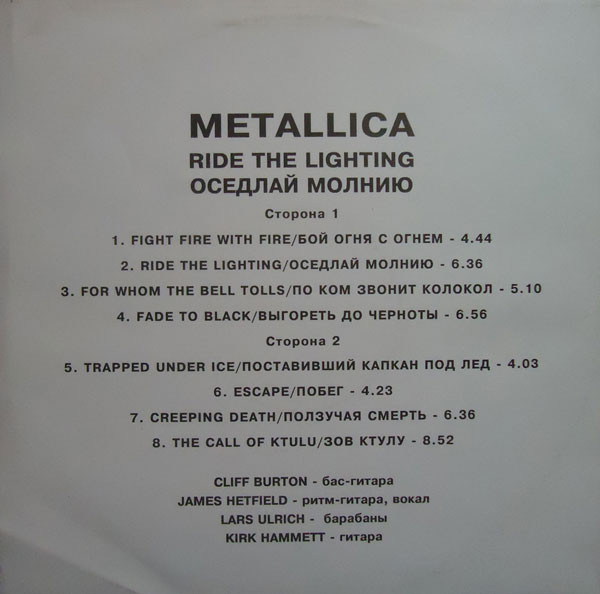 METALLICA
RIDE THE LIGHTING
ОСЕДЛАЙ МОЛНИЮ
Сторона 1
1. FIGHT FIRE WITH FIRE/БОЙ ОГНЯ С ОГНЕМ - 4.44
2. RIDE THE LIGHTING/ОСЕДЛАЙ МОЛНИЮ - 6.36
3. FOR WHOM THE BELL TOLLS/ПО КОМ ЗВОНИТ КОЛОКОЛ - 5.10
4. FADE TO BLACK/ВЫГОРЕТЬ ДО ЧЕРНОТЫ - 6.56
Сторона 2
5. TRAPPED UNDER ICE/ПОСТАВИВШИЙ КАПКАН ПОД ЛЕД - 4.03
6. ESCAPE/ПОБЕГ - 4.23
7. CREEPING DEATH/ПОЛЗУЧАЯ СМЕРТЬ - 6.36
8. THE CALL OF KTULU/ЗОВ КТУЛУ - 8.52
CLIFF BURTON - бас-гитара
JAMES HETFIELD - ритм-гитара, вокал
LARS ULRICH - барабаны
KIRK HAMMETT - гитара